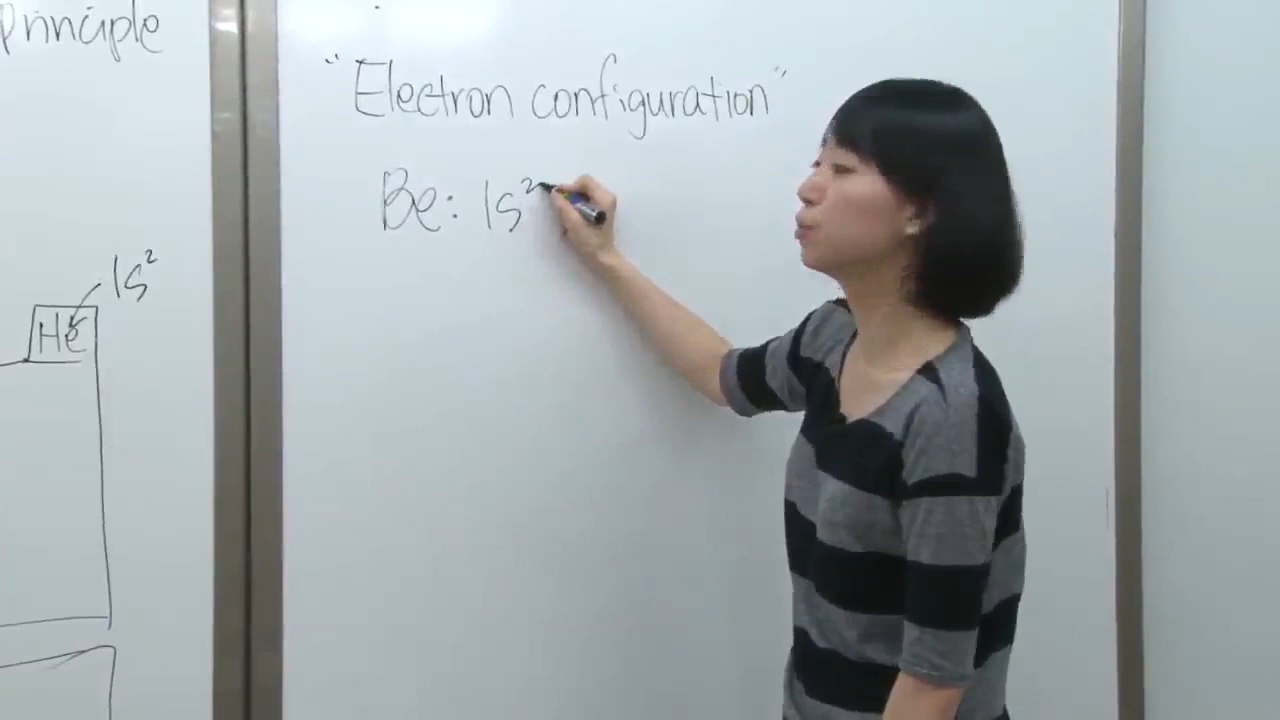 Principle
"Electron configuration"
Be: 1s²
1s²
He